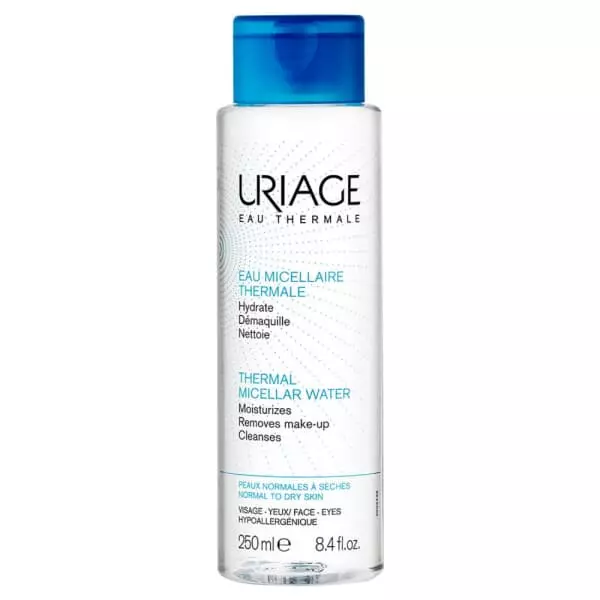 URIAGE
EAU THERMALE
EAU MICELLAIRE
THERMALE
Hydrate
Démaquille
Nettoie
THERMAL
MICELLAR WATER
Moisturizes
Removes make-up
Cleanses
PEAUX NORMALES À SÈCHES
NORMAL TO DRY SKIN
VISAGE - YEUX/ FACE - EYES
HYPOALLERGÉNIQUE
250 ml e 8.4 fl.oz.